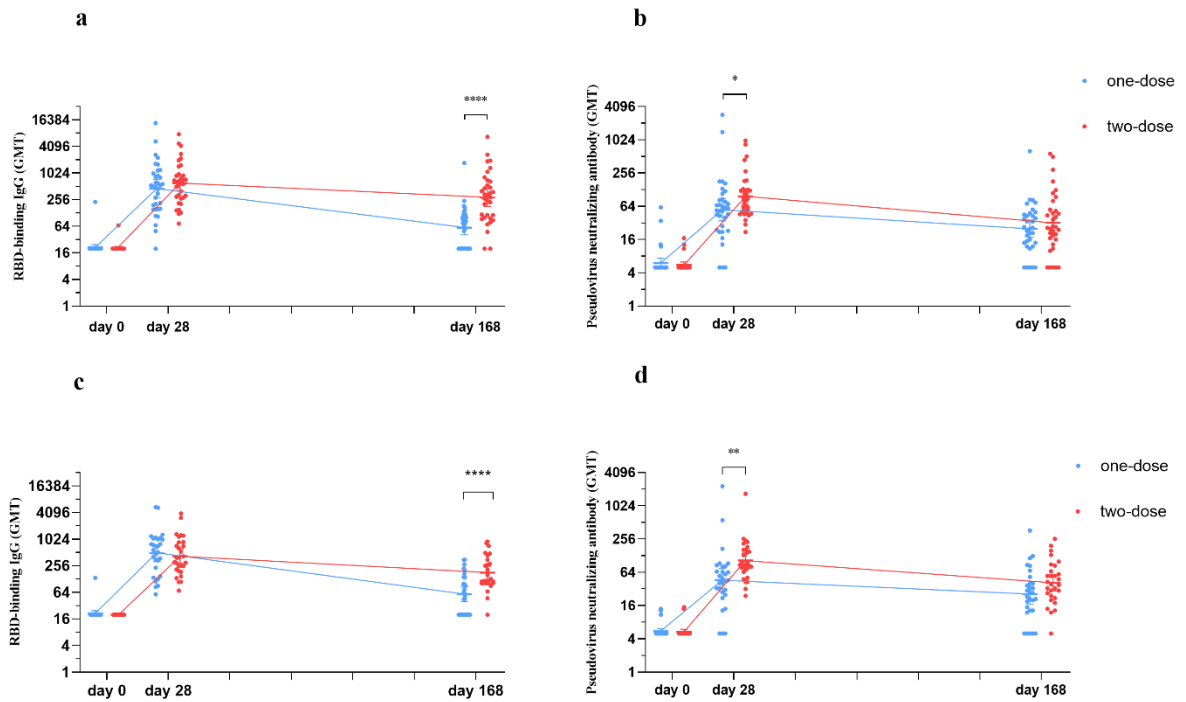 a
RBD-binding IgG (GMT)
16384
4096
1024
256
64
16
4
1
****
day 0
day 28
day 168
b
Pseudovirus neutralizing antibody (GMT)
4096
1024
256
64
16
4
1
*
day 0
day 28
day 168
one-dose
two-dose
c
RBD-binding IgG (GMT)
16384
4096
1024
256
64
16
4
1
****
day 0
day 28
day 168
d
Pseudovirus neutralizing antibody (GMT)
4096
1024
256
64
16
4
1
**
day 0
day 28
day 168
one-dose
two-dose